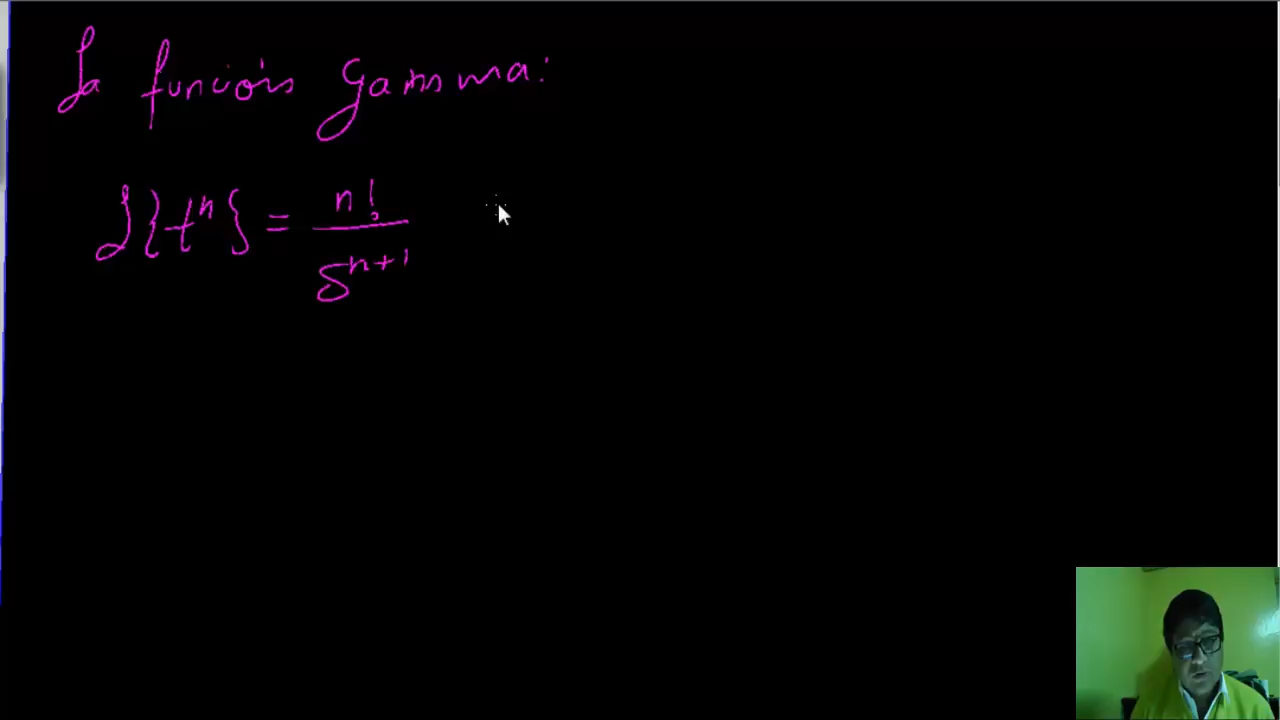 La función Gamma:
ℒ{tⁿ} = n! / sⁿ⁺¹